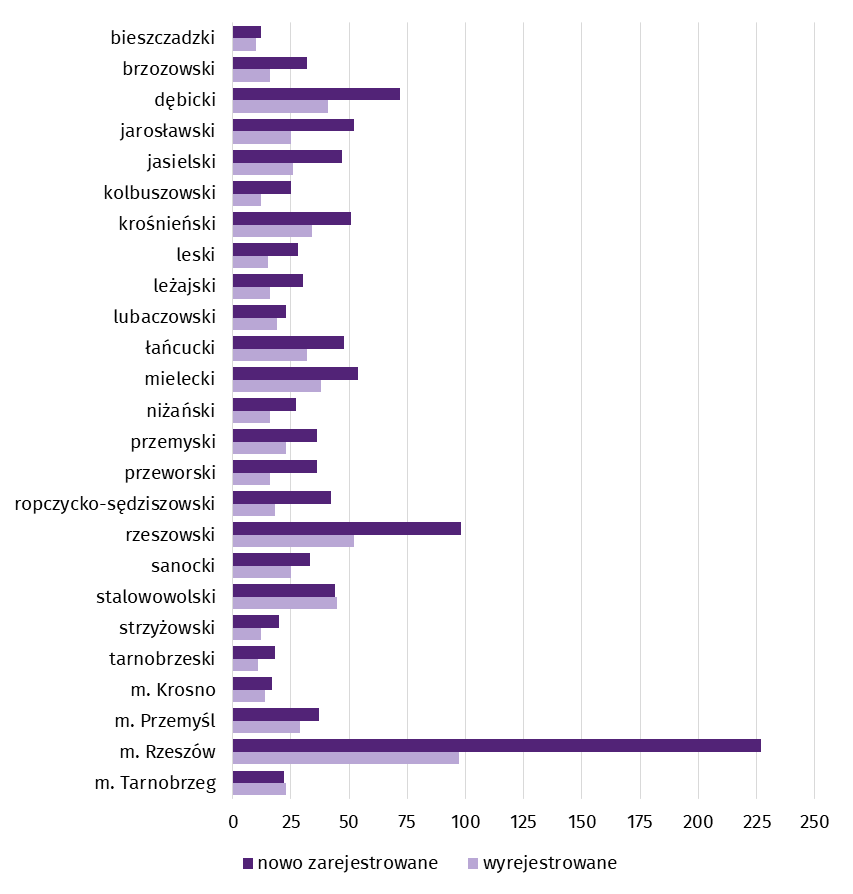 bieszczadzki
brzozowski
dębicki
jarosławski
jasielski
kolbuszowski
krośnieński
leski
leżajski
lubaczowski
łańcucki
mielecki
niżański
przemyski
przeworski
ropczycko-sędziszowski
rzeszowski
sanocki
stalowowolski
strzyżowski
tarnobrzeski
m. Krosno
m. Przemyśl
m. Rzeszów
m. Tarnobrzeg
0 25 50 75 100 125 150 175 200 225 250
nowo zarejestrowane wyrejestrowane